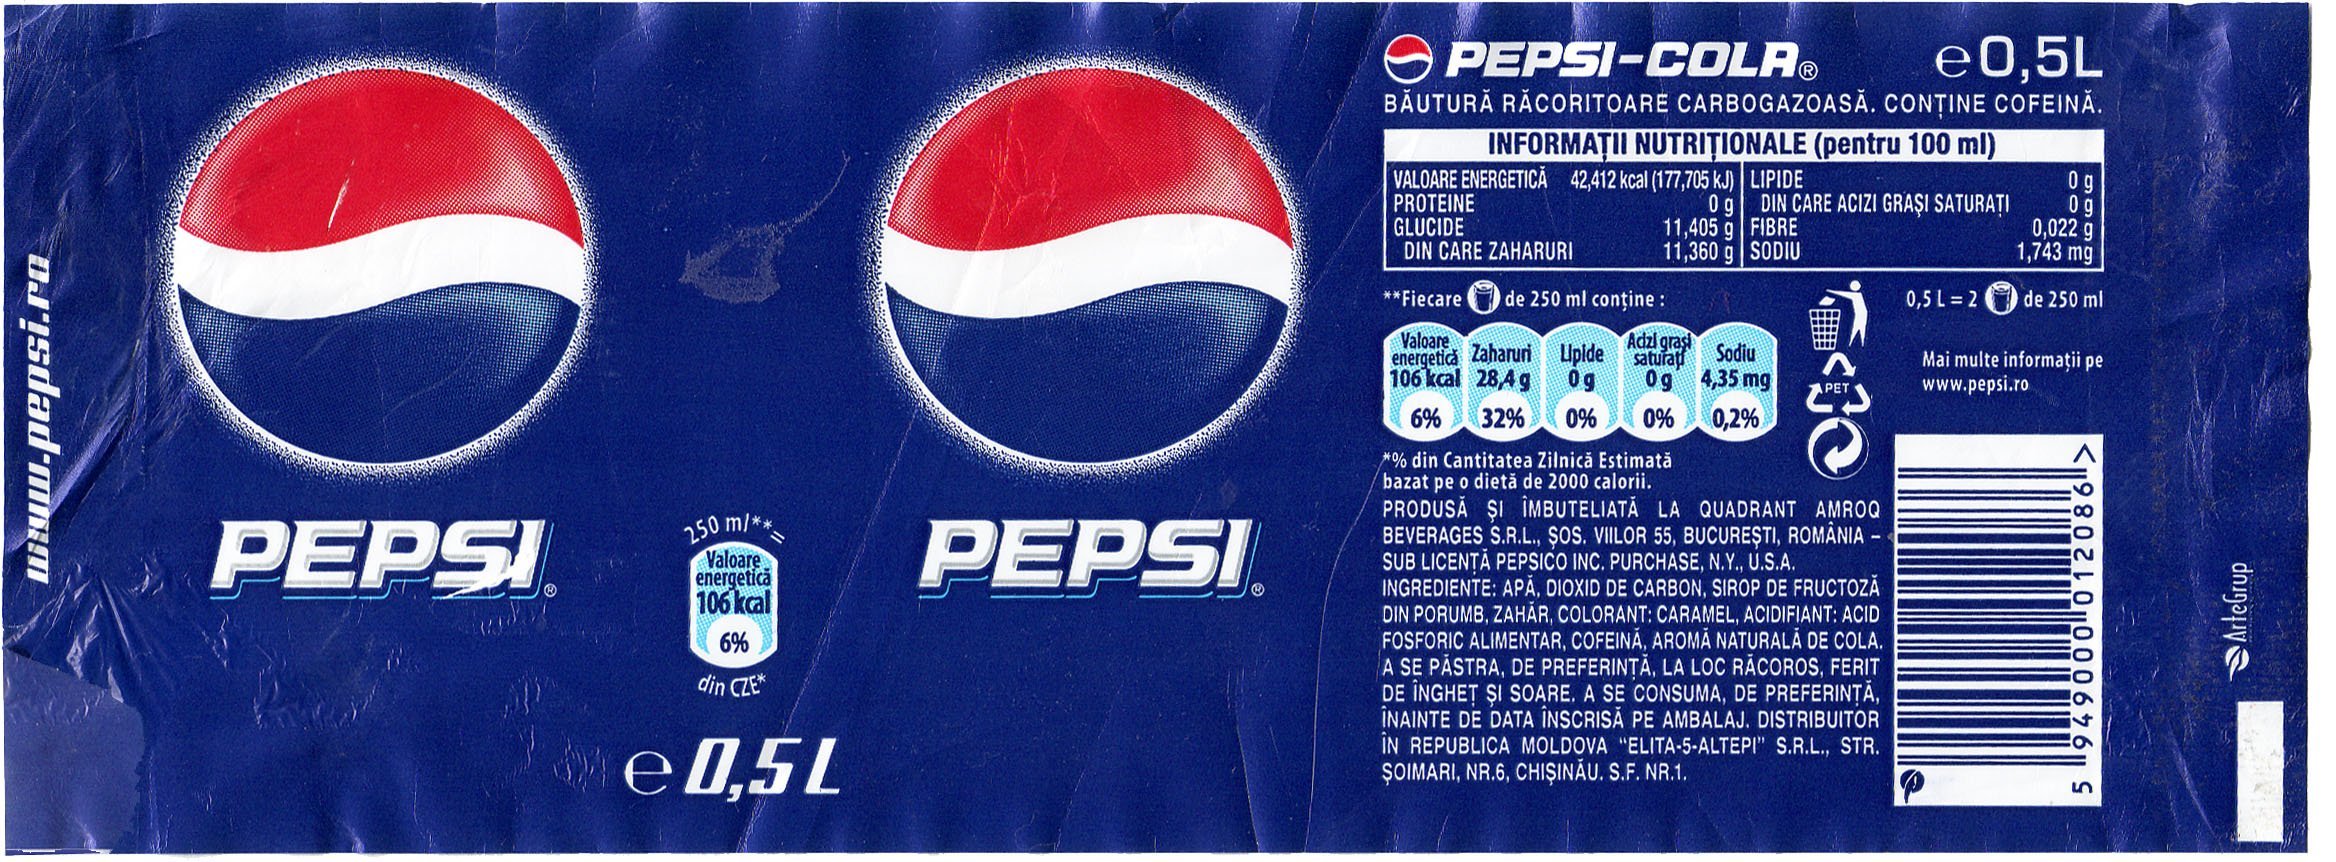 www.pepsi.ro
PEPSI®
250 ml**=
Valoare
energetică
106 kcal
6%
din CZE*
e 0,5L
PEPSI®
PEPSI-COLA® e 0,5L
BĂUTURĂ RĂCORITOARE CARBOGAZOASĂ. CONȚINE COFEINĂ.
INFORMAȚII NUTRIȚIONALE (pentru 100 ml)
VALOARE ENERGETICĂ 42,412 kcal (177,705 kJ) LIPIDE 0 g
PROTEINE 0 g DIN CARE ACIZI GRAȘI SATURAȚI 0 g
GLUCIDE 11,405 g FIBRE 0,022 g
DIN CARE ZAHARURI 11,360 g SODIU 1,743 mg
**Fiecare de 250 ml conține : 0,5 L = 2 de 250 ml
Valoare energetică 106 kcal 6%
Zaharuri 28,4 g 32%
Lipide 0 g 0%
Acizi grași saturați 0 g 0%
Sodiu 4,35 mg 0,2%
PET
Mai multe informații pe
www.pepsi.ro
*% din Cantitatea Zilnică Estimată
bazat pe o dietă de 2000 calorii.
PRODUSĂ ȘI ÎMBUTELIATĂ LA QUADRANT AMROQ
BEVERAGES S.R.L., ȘOS. VIILOR 55, BUCUREȘTI, ROMÂNIA –
SUB LICENȚĂ PEPSICO INC. PURCHASE, N.Y., U.S.A.
INGREDIENTE: APĂ, DIOXID DE CARBON, SIROP DE FRUCTOZĂ
DIN PORUMB, ZAHĂR, COLORANT: CARAMEL, ACIDIFIANT: ACID
FOSFORIC ALIMENTAR, COFEINĂ, AROMĂ NATURALĂ DE COLA.
A SE PĂSTRA, DE PREFERINȚĂ, LA LOC RĂCOROS, FERIT
DE ÎNGHEȚ ȘI SOARE. A SE CONSUMA, DE PREFERINȚĂ,
ÎNAINTE DE DATA ÎNSCRISĂ PE AMBALAJ. DISTRIBUITOR
ÎN REPUBLICA MOLDOVA “ELITA-5-ALTEPI” S.R.L., STR.
ȘOIMARI, NR.6, CHIȘINĂU. S.F. NR.1.
5 949000 012086 >
ArteGrup